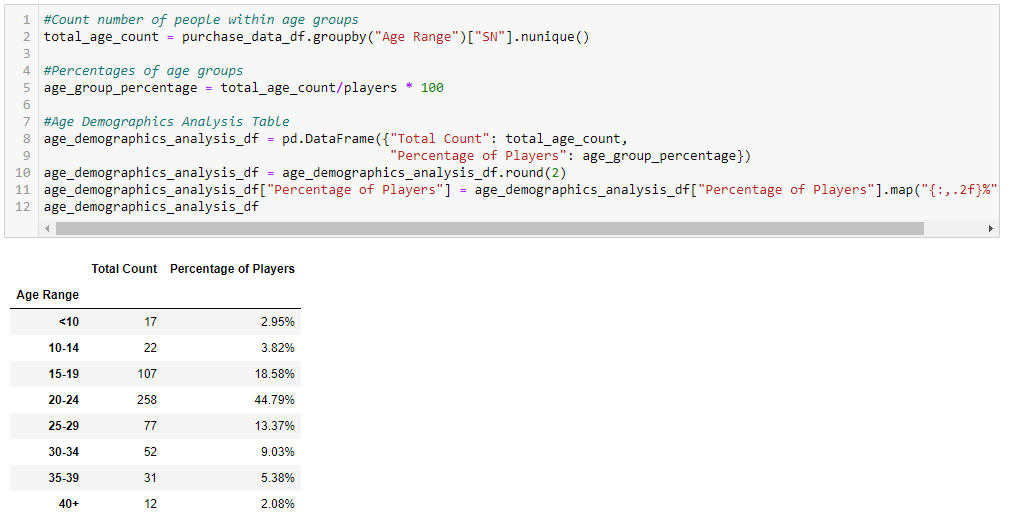 1 #Count number of people within age groups
2 total_age_count = purchase_data_df.groupby("Age Range")["SN"].nunique()
3
4 #Percentages of age groups
5 age_group_percentage = total_age_count/players * 100
6
7 #Age Demographics Analysis Table
8 age_demographics_analysis_df = pd.DataFrame({"Total Count": total_age_count,
9 "Percentage of Players": age_group_percentage})
10 age_demographics_analysis_df = age_demographics_analysis_df.round(2)
11 age_demographics_analysis_df["Percentage of Players"] = age_demographics_analysis_df["Percentage of Players"].map("{:,.2f}%"
12 age_demographics_analysis_df
Total Count Percentage of Players
Age Range
<10 17 2.95%
10-14 22 3.82%
15-19 107 18.58%
20-24 258 44.79%
25-29 77 13.37%
30-34 52 9.03%
35-39 31 5.38%
40+ 12 2.08%